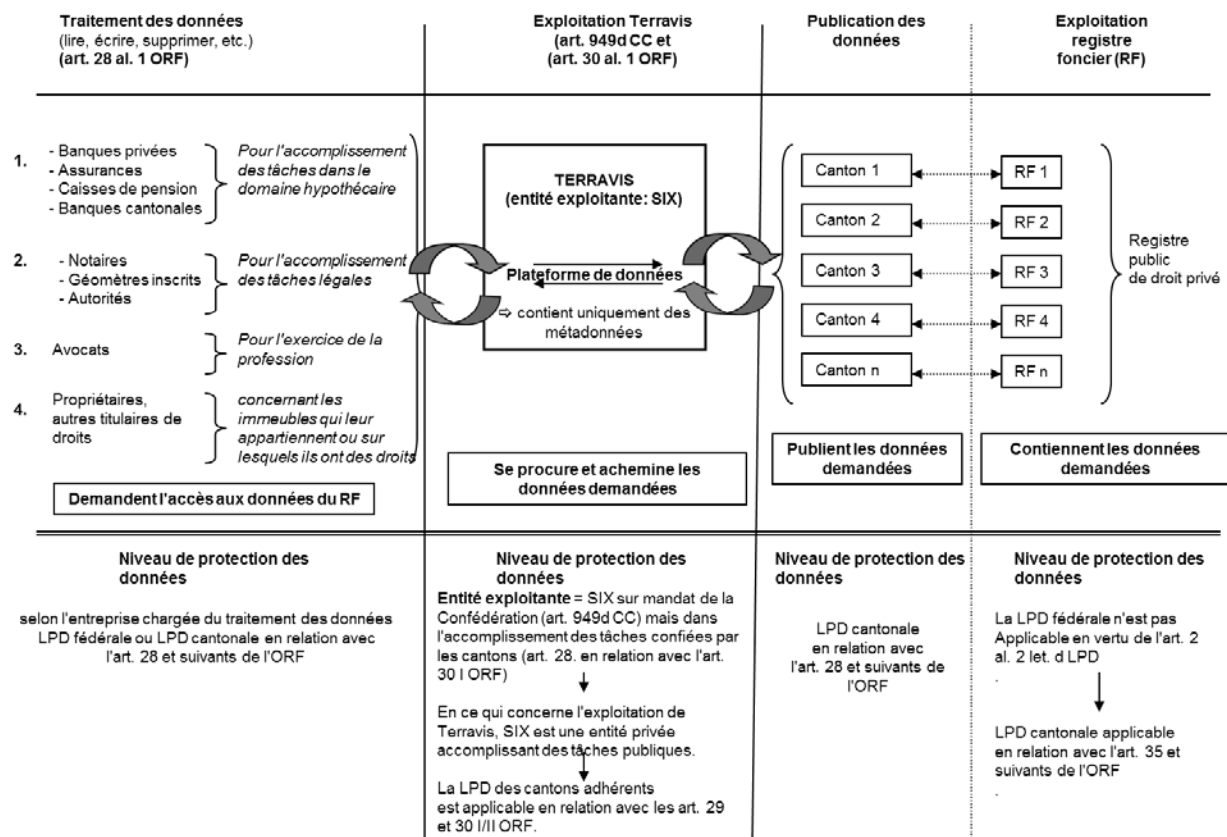 Traitement des données
(lire, écrire, supprimer, etc.)
(art. 28 al. 1 ORF)
Exploitation Terravis
(art. 949d CC et
(art. 30 al. 1 ORF)
Publication des
données
Exploitation
registre
foncier (RF)
1.
- Banques privées
- Assurances
- Caisses de pension
- Banques cantonales
Pour l'accomplissement
des tâches dans le
domaine hypothécaire
2.
- Notaires
- Géomètres inscrits
- Autorités
Pour l'accomplissement
des tâches légales
3.
Avocats
Pour l'exercice de la
profession
4.
Propriétaires,
autres titulaires de
droits
concernant les
immeubles qui leur
appartiennent ou sur
lesquels ils ont des droits
Demandent l'accès aux données du RF
TERRAVIS
(entité exploitante: SIX)
Plateforme de données
⇨ contient uniquement des
métadonnées
Se procure et achemine les
données demandées
Canton 1
Canton 2
Canton 3
Canton 4
Canton n
Publient les données
demandées
RF 1
RF 2
RF 3
RF 4
RF n
Registre
public
de droit privé
Contiennent les données
demandées
Niveau de protection des
données
selon l'entreprise chargée du traitement des données
LPD fédérale ou LPD cantonale en relation avec
l'art. 28 et suivants de l'ORF
Niveau de protection des
données
Entité exploitante = SIX sur mandat de la
Confédération (art. 949d CC) mais dans
l'accomplissement des tâches confiées par
les cantons (art. 28. en relation avec l'art.
30 I ORF)
En ce qui concerne l'exploitation de
Terravis, SIX est une entité privée
accomplissant des tâches publiques.
La LPD des cantons adhérents
est applicable en relation avec les art. 29
et 30 I/II ORF.
Niveau de protection des
données
LPD cantonale
en relation avec
l'art. 28 et suivants de
l'ORF
Niveau de protection des
données
La LPD fédérale n'est pas
Applicable en vertu de l'art. 2
al. 2 let. d LPD
.
LPD cantonale applicable
en relation avec l'art. 35 et
suivants de l'ORF
.